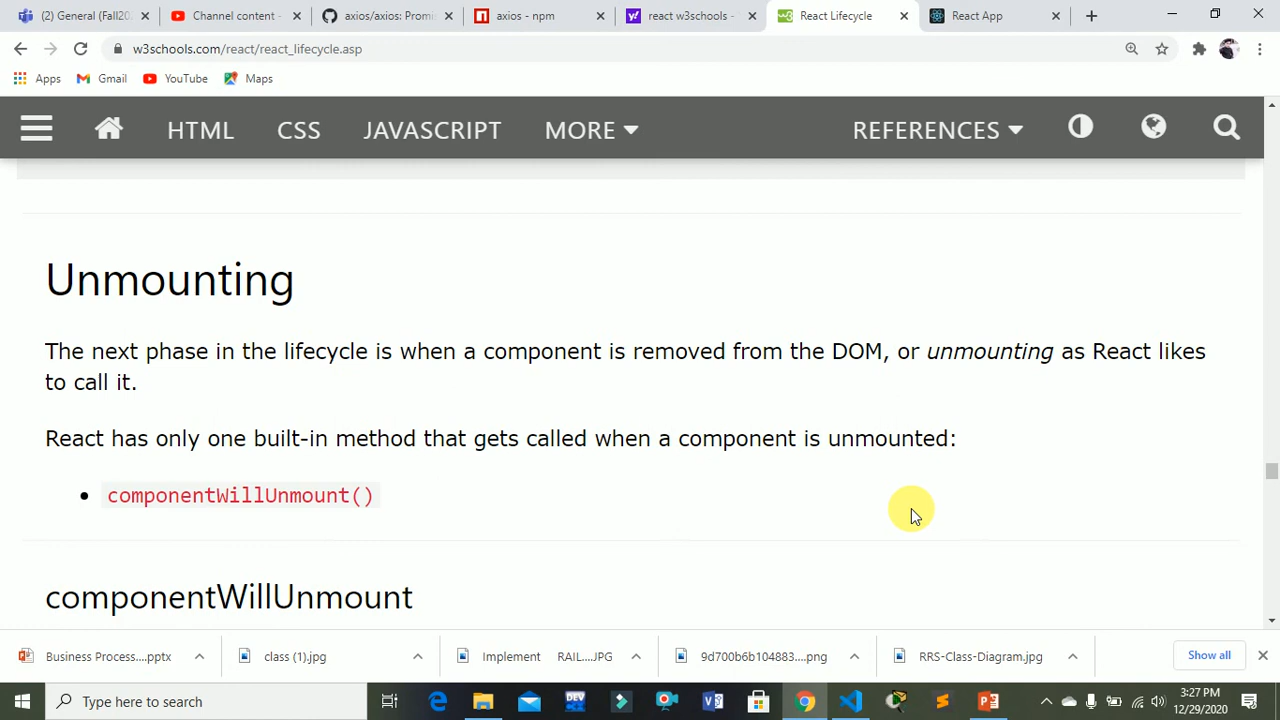 (2) General (Fall20
Channel content -
axios/axios: Promi
axios - npm
react w3schools -
React Lifecycle
React App
w3schools.com/react/react_lifecycle.asp
Apps
Gmail
YouTube
Maps
HTML
CSS
JAVASCRIPT
MORE
REFERENCES
Unmounting
The next phase in the lifecycle is when a component is removed from the DOM, or unmounting as React likes
to call it.
React has only one built-in method that gets called when a component is unmounted:
componentWillUnmount()
componentWillUnmount
Business Process....pptx
class (1).jpg
Implement RAIL....JPG
9d700b6b104883....png
RRS-Class-Diagram.jpg
Show all
Type here to search
DEV
3:27 PM
12/29/2020